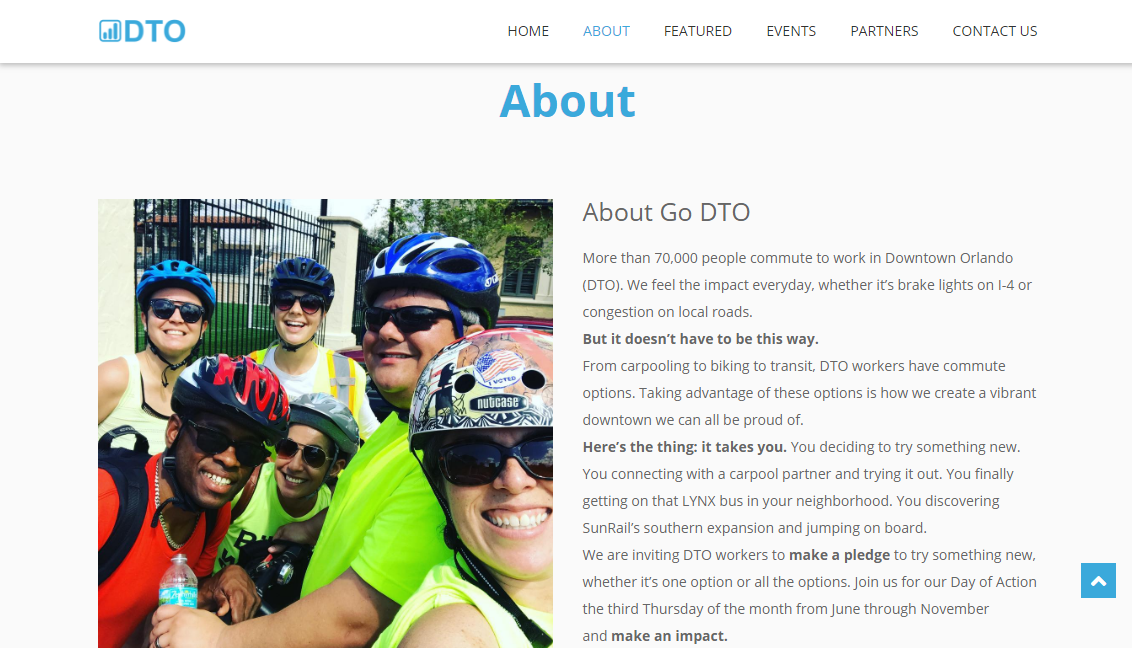 DTO
HOME ABOUT FEATURED EVENTS PARTNERS CONTACT US
About
About Go DTO
More than 70,000 people commute to work in Downtown Orlando
(DTO). We feel the impact everyday, whether it’s brake lights on I-4 or
congestion on local roads.
But it doesn’t have to be this way.
From carpooling to biking to transit, DTO workers have commute
options. Taking advantage of these options is how we create a vibrant
downtown we can all be proud of.
Here’s the thing: it takes you. You deciding to try something new.
You connecting with a carpool partner and trying it out. You finally
getting on that LYNX bus in your neighborhood. You discovering
SunRail’s southern expansion and jumping on board.
We are inviting DTO workers to make a pledge to try something new,
whether it’s one option or all the options. Join us for our Day of Action
the third Thursday of the month from June through November
and make an impact.
I VOTED
nutcase